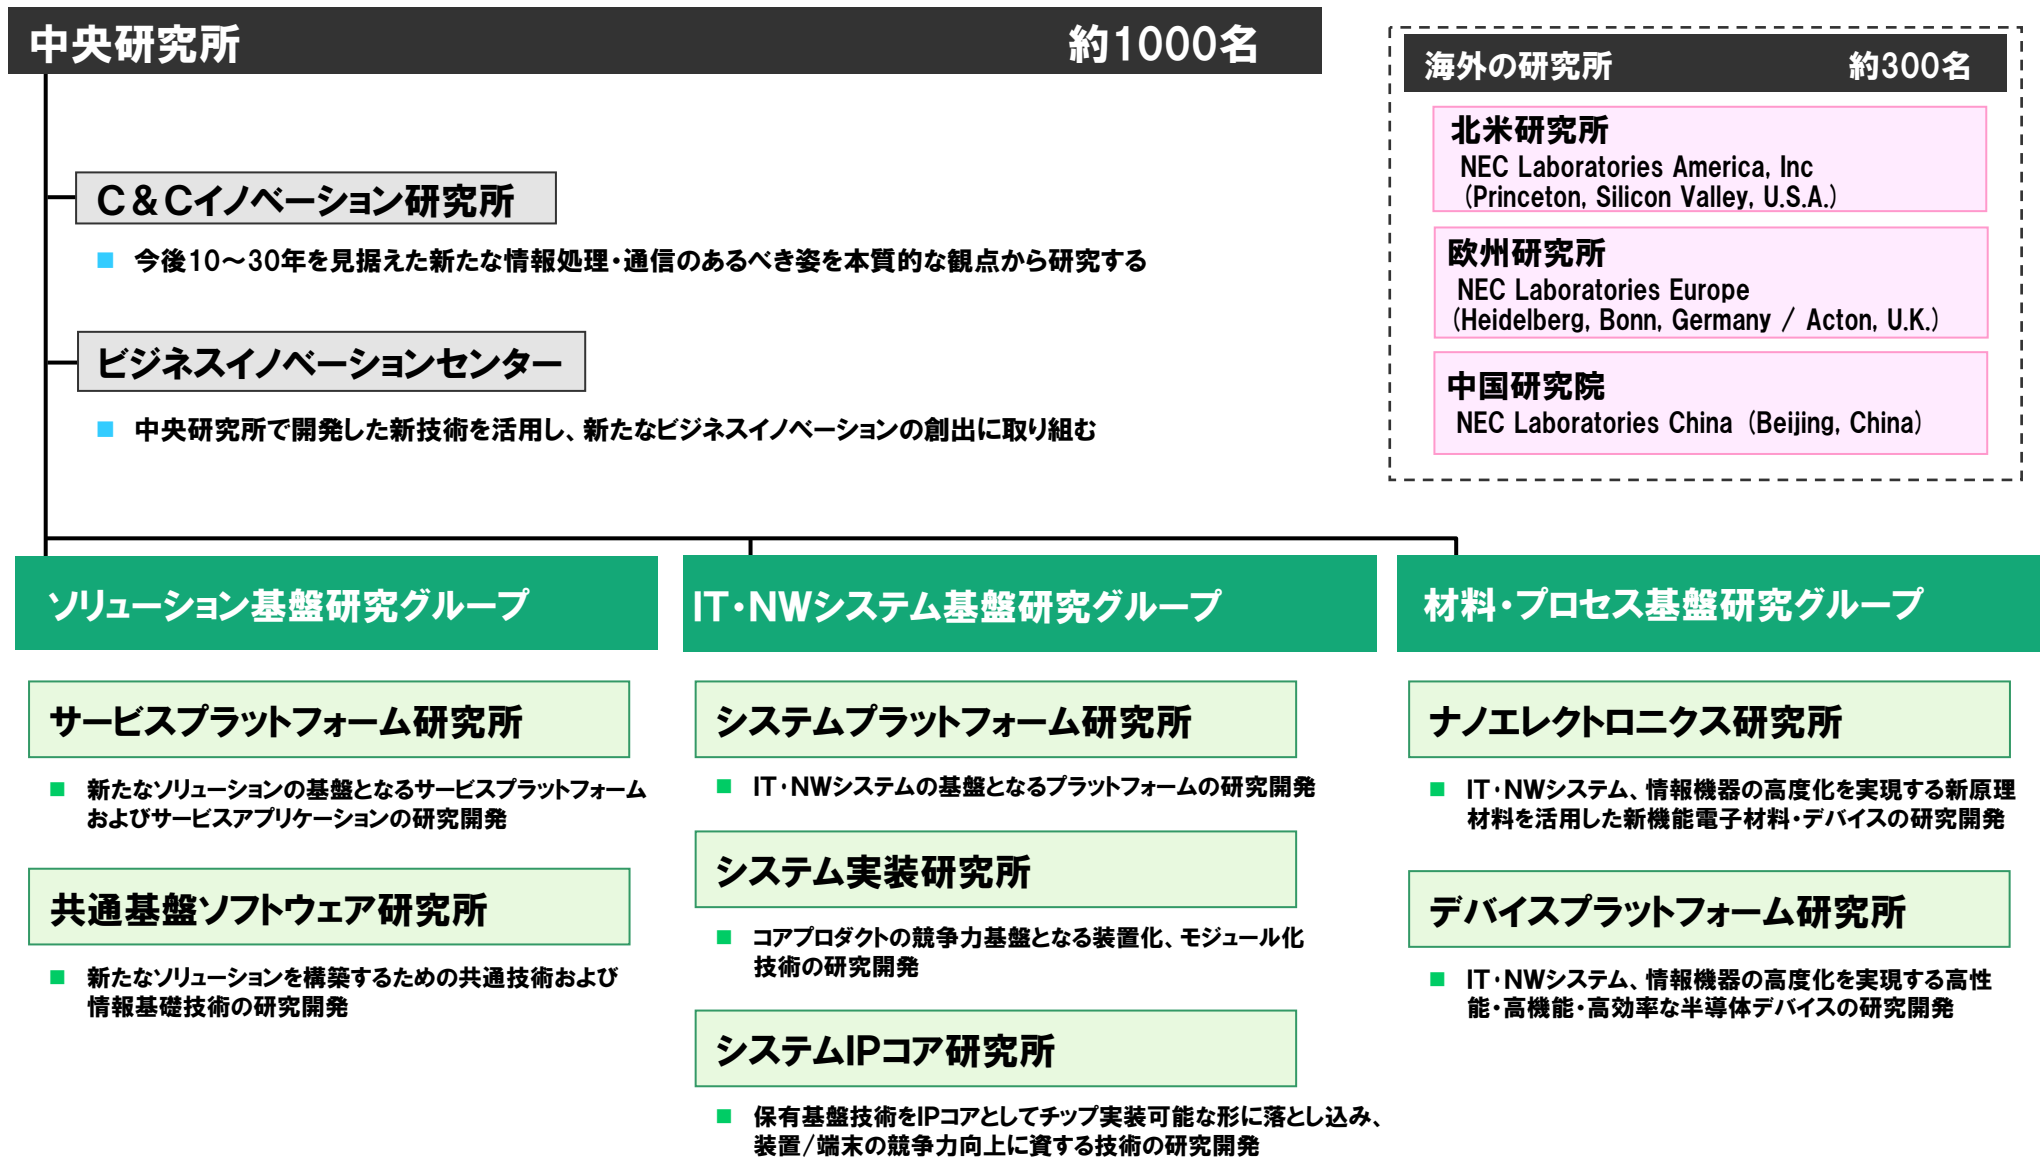 中央研究所 約1000名
C&Cイノベーション研究所
今後10〜30年を見据えた新たな情報処理・通信のあるべき姿を本質的な観点から研究する
ビジネスイノベーションセンター
中央研究所で開発した新技術を活用し、新たなビジネスイノベーションの創出に取り組む
海外の研究所 約300名
北米研究所
NEC Laboratories America, Inc
(Princeton, Silicon Valley, U.S.A.)
欧州研究所
NEC Laboratories Europe
(Heidelberg, Bonn, Germany / Acton, U.K.)
中国研究院
NEC Laboratories China (Beijing, China)
ソリューション基盤研究グループ
サービスプラットフォーム研究所
新たなソリューションの基盤となるサービスプラットフォーム
およびサービスアプリケーションの研究開発
共通基盤ソフトウェア研究所
新たなソリューションを構築するための共通技術および
情報基礎技術の研究開発
IT・NWシステム基盤研究グループ
システムプラットフォーム研究所
IT・NWシステムの基盤となるプラットフォームの研究開発
システム実装研究所
コアプロダクトの競争力基盤となる装置化、モジュール化
技術の研究開発
システムIPコア研究所
保有基盤技術をIPコアとしてチップ実装可能な形に落とし込み、
装置/端末の競争力向上に資する技術の研究開発
材料・プロセス基盤研究グループ
ナノエレクトロニクス研究所
IT・NWシステム、情報機器の高度化を実現する新原理
材料を活用した新機能電子材料・デバイスの研究開発
デバイスプラットフォーム研究所
IT・NWシステム、情報機器の高度化を実現する高性
能・高機能・高効率な半導体デバイスの研究開発